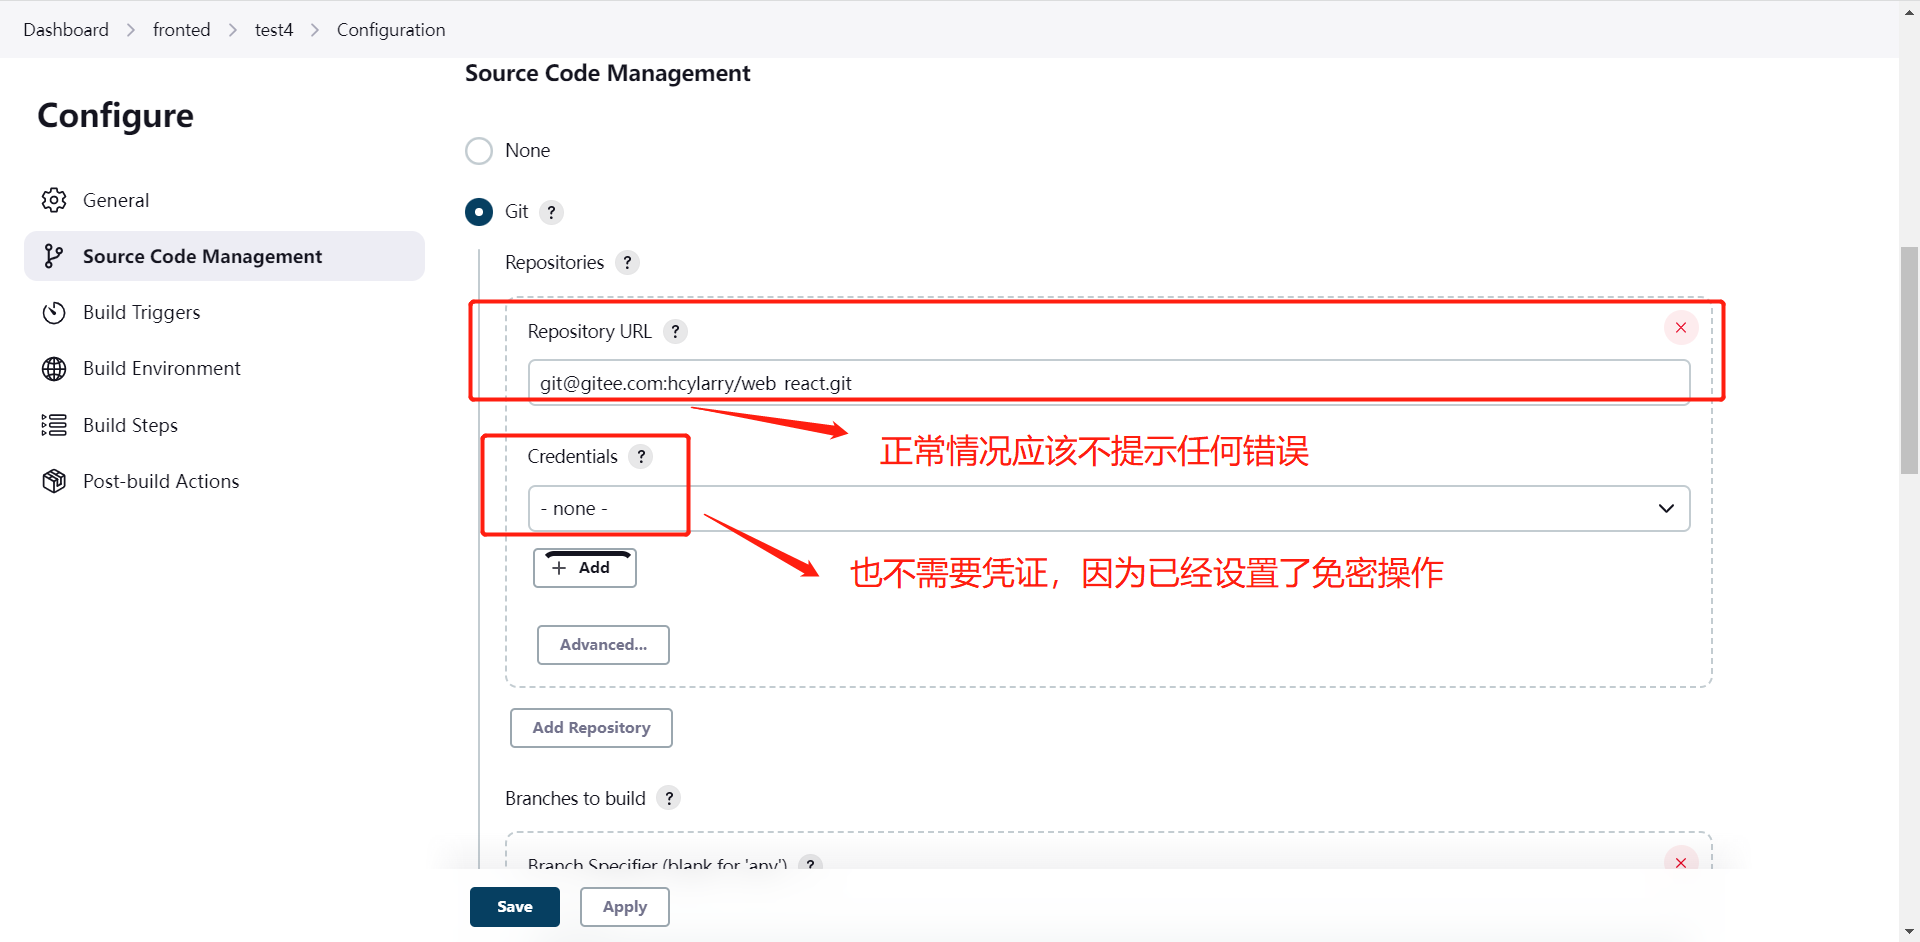 Dashboard > fronted > test4 > Configuration
Configure
General
Source Code Management
Build Triggers
Build Environment
Build Steps
Post-build Actions
Source Code Management
None
Git ?
Repositories ?
Repository URL ?
git@gitee.com:hcylarry/web_react.git
正常情况应该不提示任何错误
Credentials ?
- none -
也不需要凭证，因为已经设置了免密操作
+ Add
Advanced...
Add Repository
Branches to build ?
Branch Specifier (blank for 'any') ?
Save
Apply